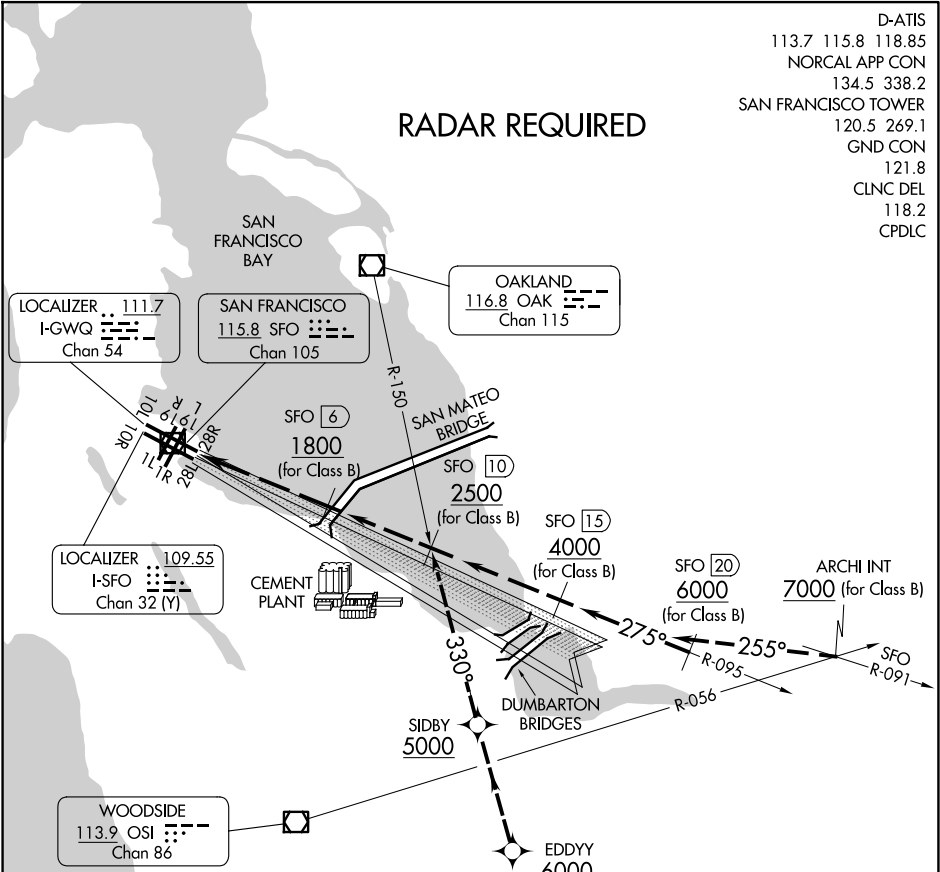 D-ATIS
113.7 115.8 118.85
NORCAL APP CON
134.5 338.2
SAN FRANCISCO TOWER
120.5 269.1
GND CON
121.8
CLNC DEL
118.2
CPDLC
RADAR REQUIRED
SAN
FRANCISCO
BAY
OAKLAND
116.8 OAK
Chan 115
LOCALIZER 111.7
I-GWQ
Chan 54
SAN FRANCISCO
115.8 SFO
Chan 105
R-150
SAN MATEO
BRIDGE
10L
10R
19R
19L
28R
28L
1L
1R
SFO 6
1800
(for Class B)
SFO 10
2500
(for Class B)
SFO 15
4000
(for Class B)
SFO 20
6000
(for Class B)
ARCHI INT
7000 (for Class B)
LOCALIZER 109.55
I-SFO
Chan 32 (Y)
CEMENT
PLANT
275°
255°
R-095
SFO
R-091
R-056
330°
DUMBARTON
BRIDGES
SIDBY
5000
WOODSIDE
113.9 OSI
Chan 86
EDDYY
6000